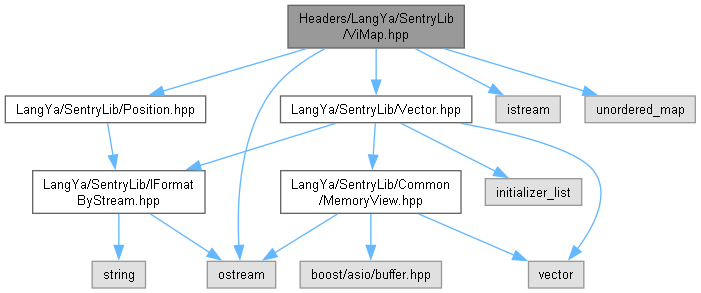 Headers/LangYa/SentryLib
/ViMap.hpp
LangYa/SentryLib/Position.hpp
LangYa/SentryLib/Vector.hpp
istream
unordered_map
LangYa/SentryLib/IFormat
ByStream.hpp
LangYa/SentryLib/Common
/MemoryView.hpp
initializer_list
string
ostream
boost/asio/buffer.hpp
vector